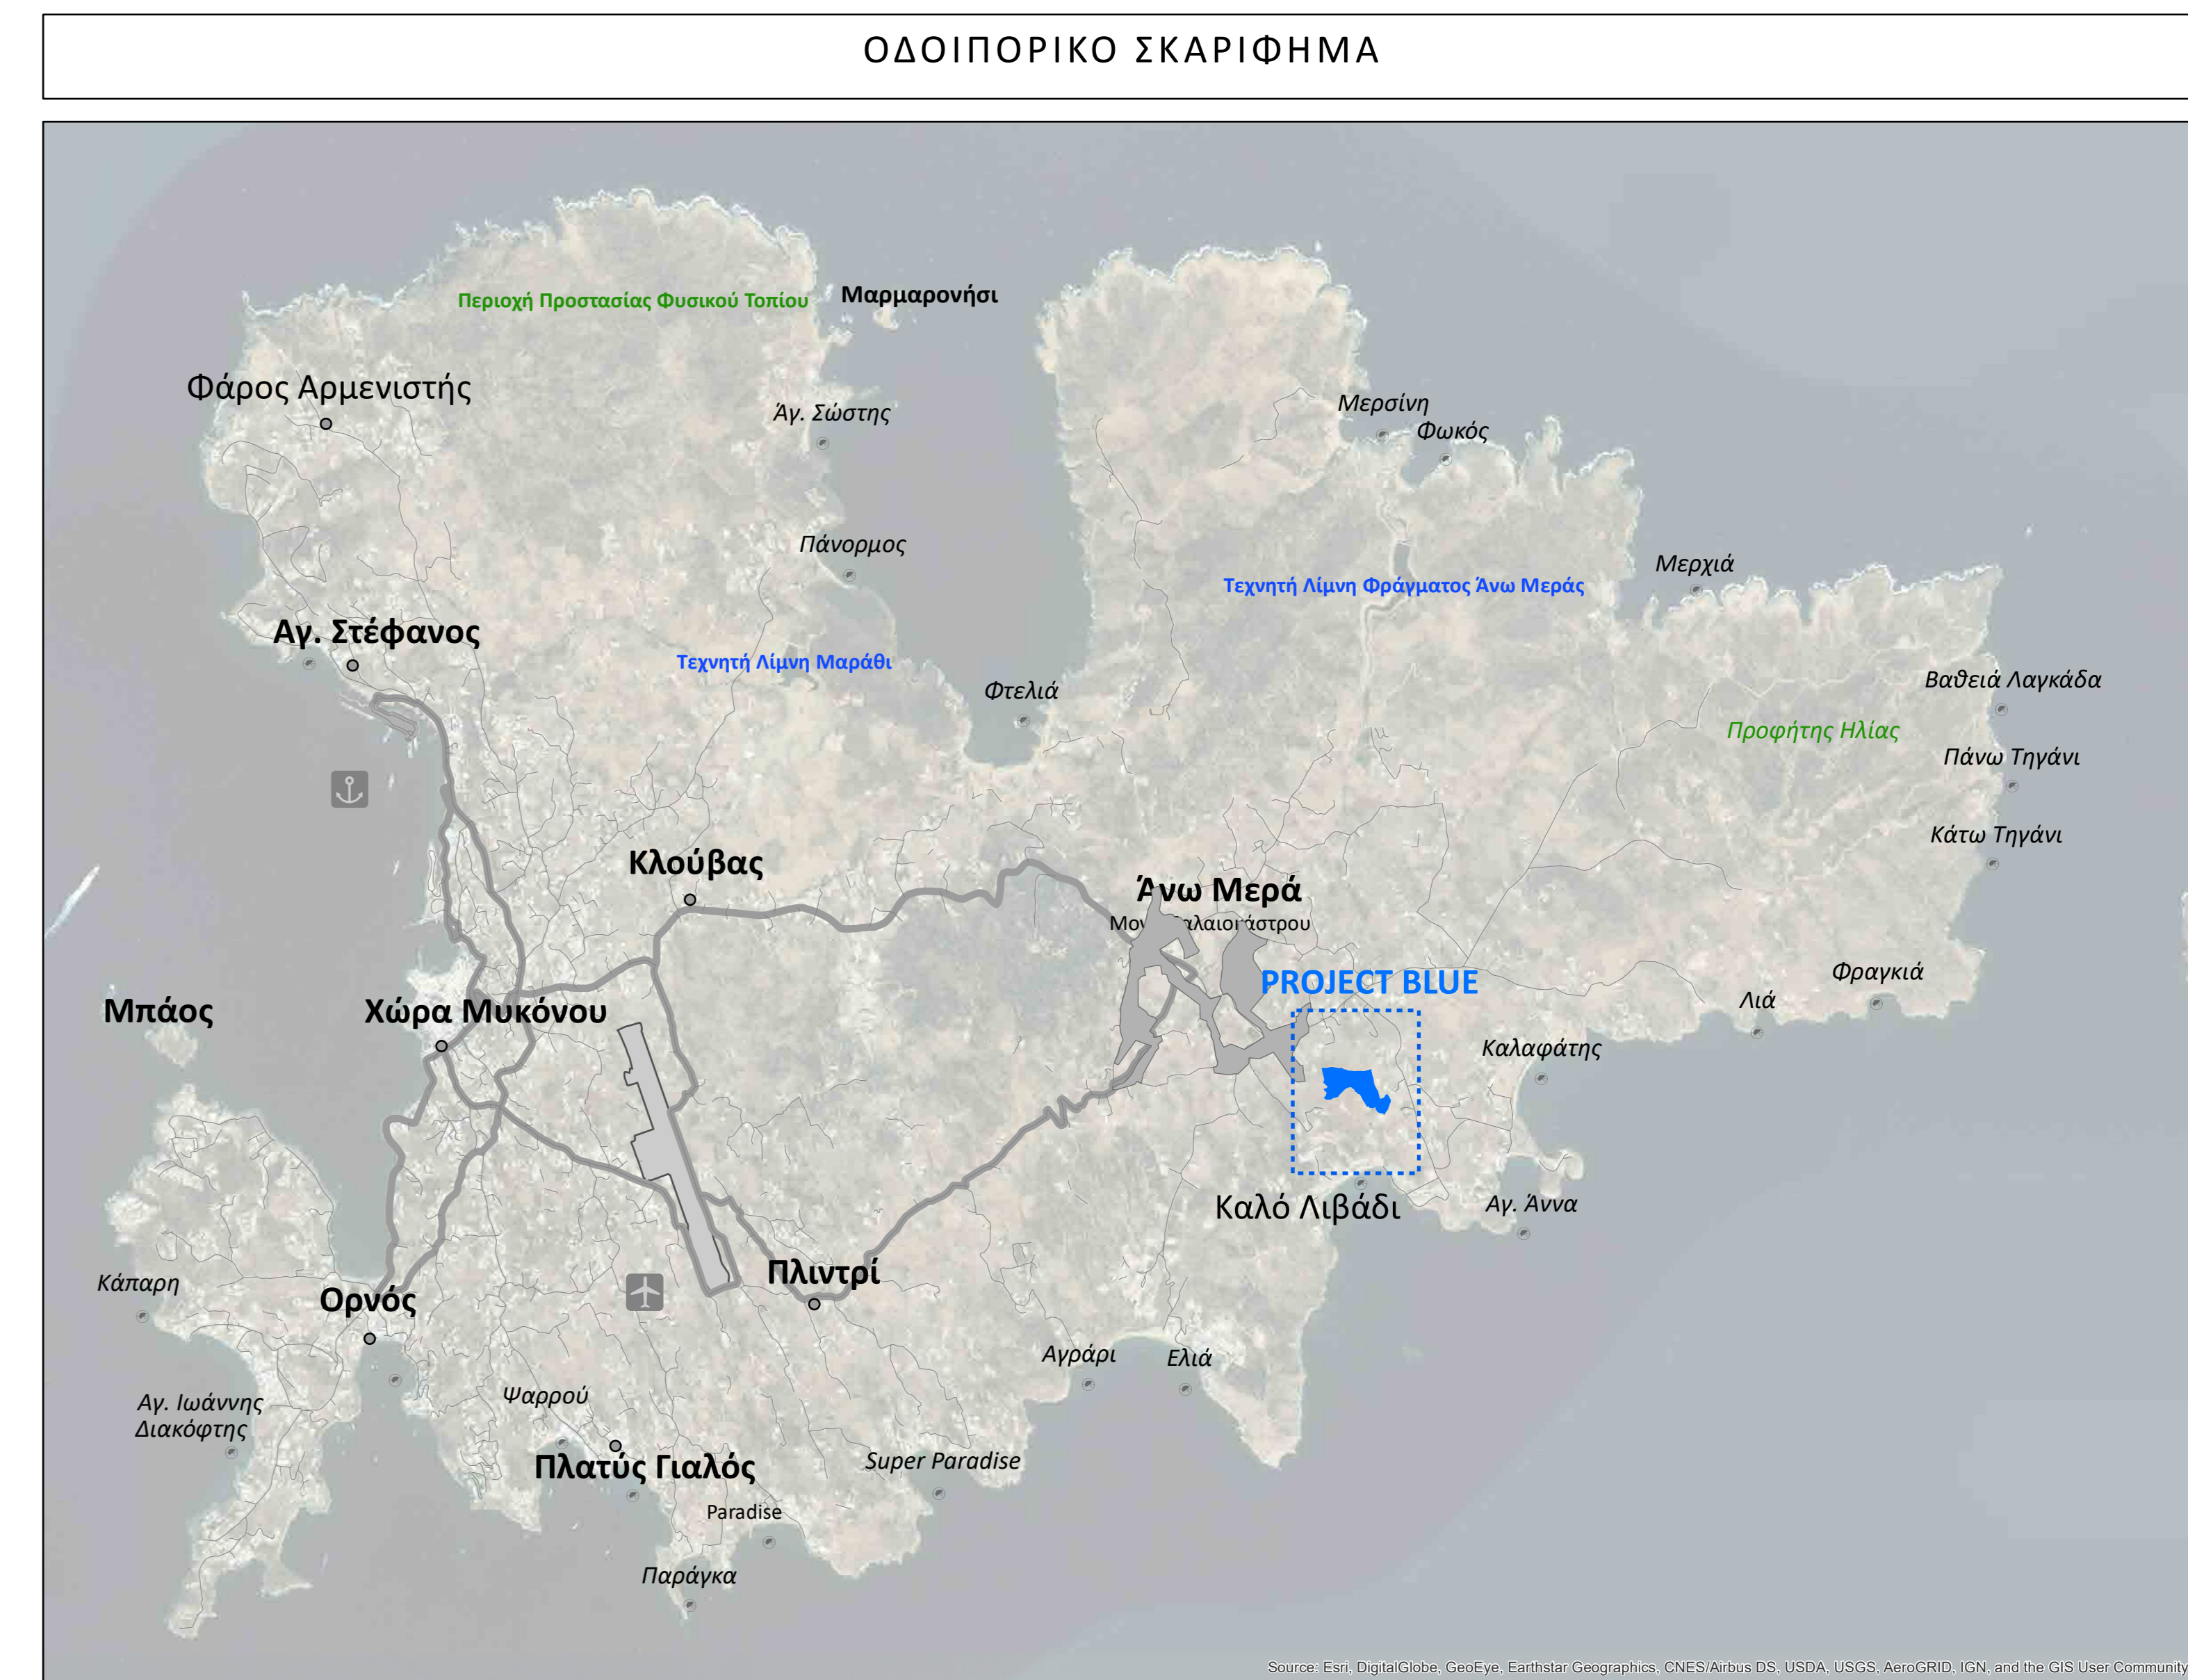 ΟΔΟΙΠΟΡΙΚΟ ΣΚΑΡΙΦΗΜΑ
Περιοχή Προστασίας Φυσικού Τοπίου
Μαρμαρονήσι
Φάρος Αρμενιστής
Άγ. Σώστης
Μερσίνη
Φωκός
Πάνορμος
Μερχιά
Τεχνητή Λίμνη Φράγματος Άνω Μεράς
Αγ. Στέφανος
Τεχνητή Λίμνη Μαράθι
Φτελιά
Βαθειά Λαγκάδα
Προφήτης Ηλίας
Πάνω Τηγάνι
Κάτω Τηγάνι
Κλούβας
Άνω Μερά
PROJECT BLUE
Φραγκιά
Λιά
Μπάος
Χώρα Μυκόνου
Καλαφάτης
Καλό Λιβάδι
Αγ. Άννα
Πλιντρί
Κάπαρη
Ορνός
Αγράρι
Ελιά
Ψαρρού
Αγ. Ιωάννης
Διακόφτης
Πλατύς Γιαλός
Super Paradise
Paradise
Παράγκα
Source: Esri, DigitalGlobe, GeoEye, Earthstar Geographics, CNES/Airbus DS, USDA, USGS, AeroGRID, IGN, and the GIS User Community